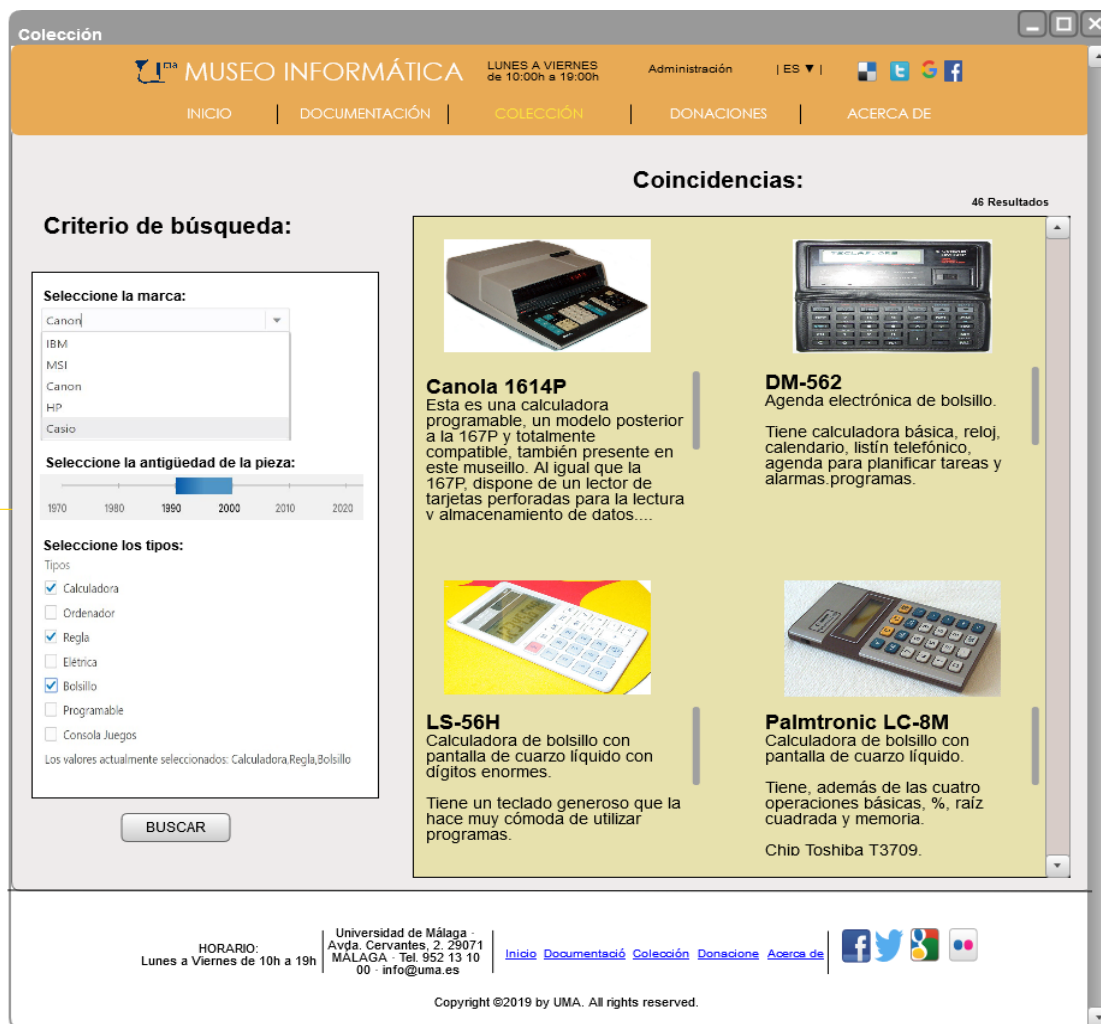 Colección
uma MUSEO INFORMÁTICA
LUNES A VIERNES
de 10:00h a 19:00h
Administración
| ES ▼ |
INICIO
DOCUMENTACIÓN
COLECCIÓN
DONACIONES
ACERCA DE
Coincidencias:
46 Resultados
Criterio de búsqueda:
Seleccione la marca:
Canon
IBM
MSI
Canon
HP
Casio
Seleccione la antigüedad de la pieza:
1970 1980 1990 2000 2010 2020
Seleccione los tipos:
Tipos
Calculadora
Ordenador
Regla
Elétrica
Bolsillo
Programable
Consola Juegos
Los valores actualmente seleccionados: Calculadora,Regla,Bolsillo
BUSCAR
Canola 1614P
Esta es una calculadora
programable, un modelo posterior
a la 167P y totalmente
compatible, también presente en
este museillo. Al igual que la
167P, dispone de un lector de
tarjetas perforadas para la lectura
y almacenamiento de datos....
DM-562
Agenda electrónica de bolsillo.
Tiene calculadora básica, reloj,
calendario, listín telefónico,
agenda para planificar tareas y
alarmas.programas.
LS-56H
Calculadora de bolsillo con
pantalla de cuarzo líquido con
dígitos enormes.
Tiene un teclado generoso que la
hace muy cómoda de utilizar
programas.
Palmtronic LC-8M
Calculadora de bolsillo con
pantalla de cuarzo líquido.
Tiene, además de las cuatro
operaciones básicas, %, raíz
cuadrada y memoria.
Chip Toshiba T3709.
HORARIO:
Lunes a Viernes de 10h a 19h
Universidad de Málaga ·
Avda. Cervantes, 2. 29071
MÁLAGA · Tel. 952 13 10
00 · info@uma.es
Inicio Documentació Colección Donacione Acerca de
Copyright ©2019 by UMA. All rights reserved.